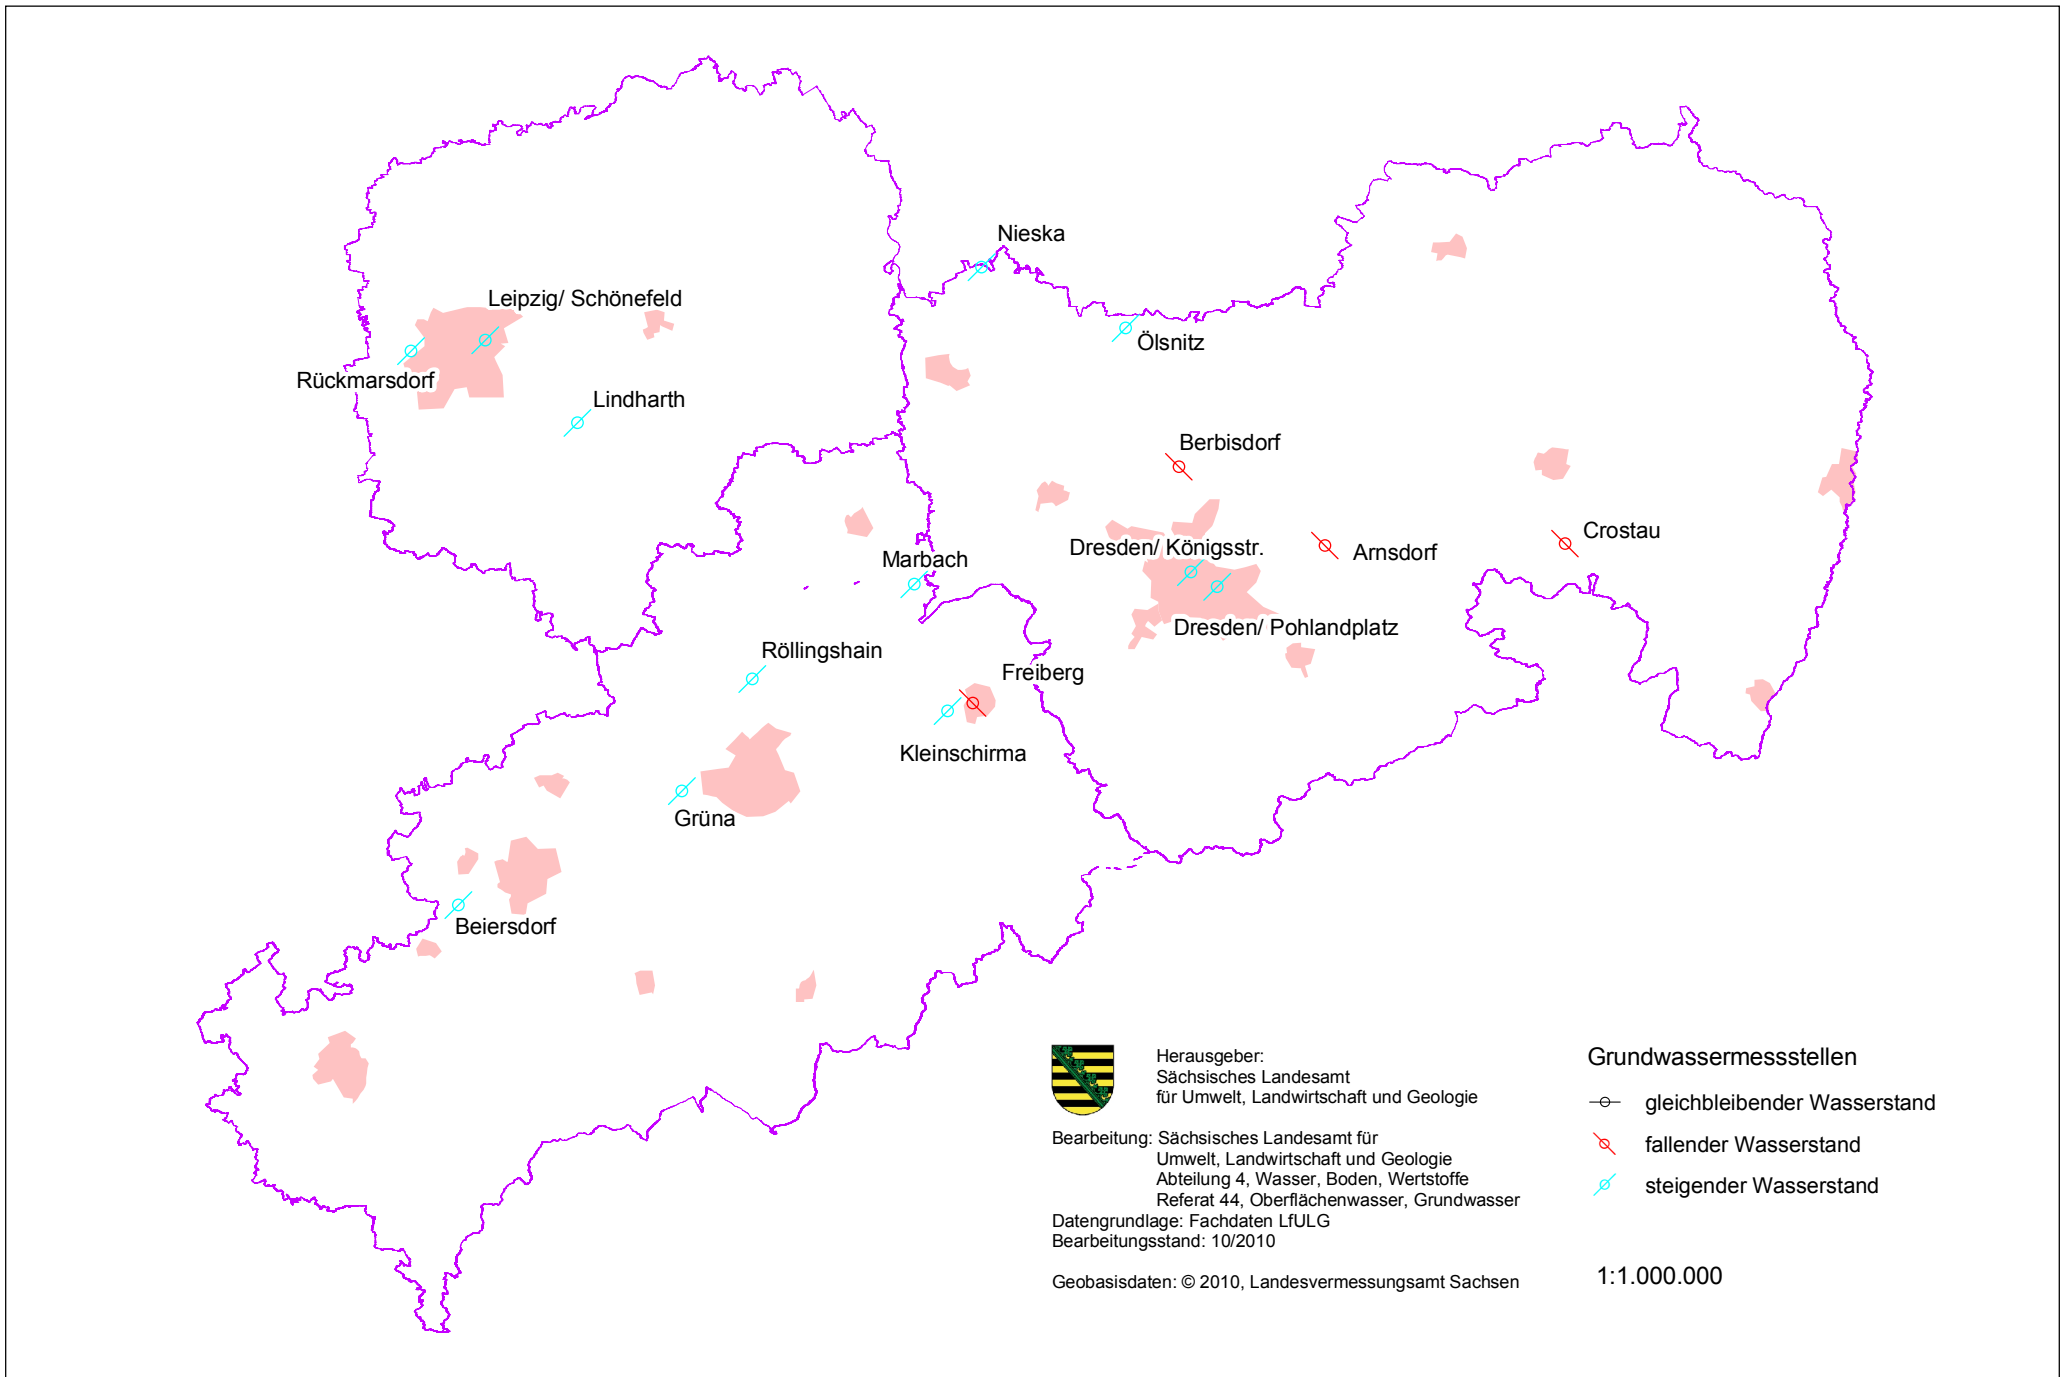 Nieska
Leipzig/ Schönefeld
Ölsnitz
Rückmarsdorf
Lindharth
Berbisdorf
Crostau
Dresden/ Königsstr.
Arnsdorf
Marbach
Dresden/ Pohlandplatz
Röllingshain
Freiberg
Kleinschirma
Grüna
Beiersdorf
Herausgeber:
Sächsisches Landesamt
für Umwelt, Landwirtschaft und Geologie
Bearbeitung: Sächsisches Landesamt für
Umwelt, Landwirtschaft und Geologie
Abteilung 4, Wasser, Boden, Wertstoffe
Referat 44, Oberflächenwasser, Grundwasser
Datengrundlage: Fachdaten LfULG
Bearbeitungsstand: 10/2010
Geobasisdaten: © 2010, Landesvermessungsamt Sachsen
Grundwassermessstellen
gleichbleibender Wasserstand
fallender Wasserstand
steigender Wasserstand
1:1.000.000